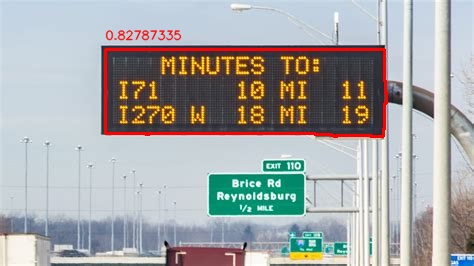 0.82787335
MINUTES TO:
I71 10 MI 11
I270 W 18 MI 19
EXIT 110
Brice Rd
Reynoldsburg
1/2 MILE